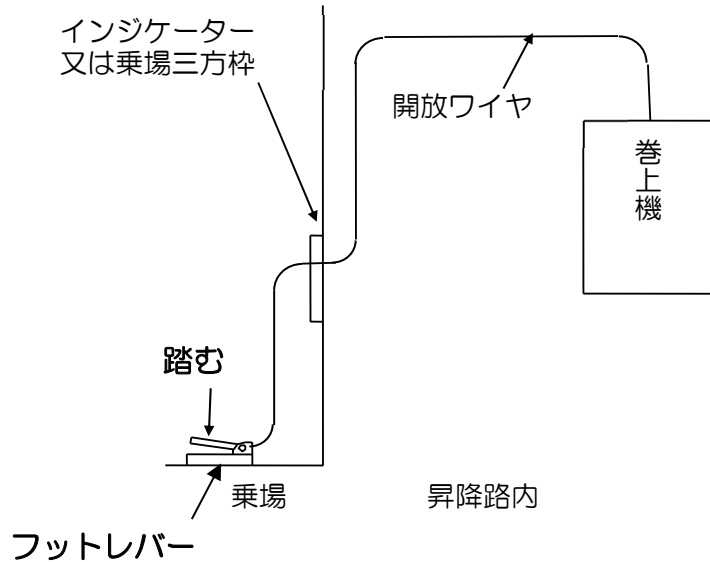 インジケーター
又は乗場三方枠
開放ワイヤ
巻上機
踏む
乗場
昇降路内
フットレバー